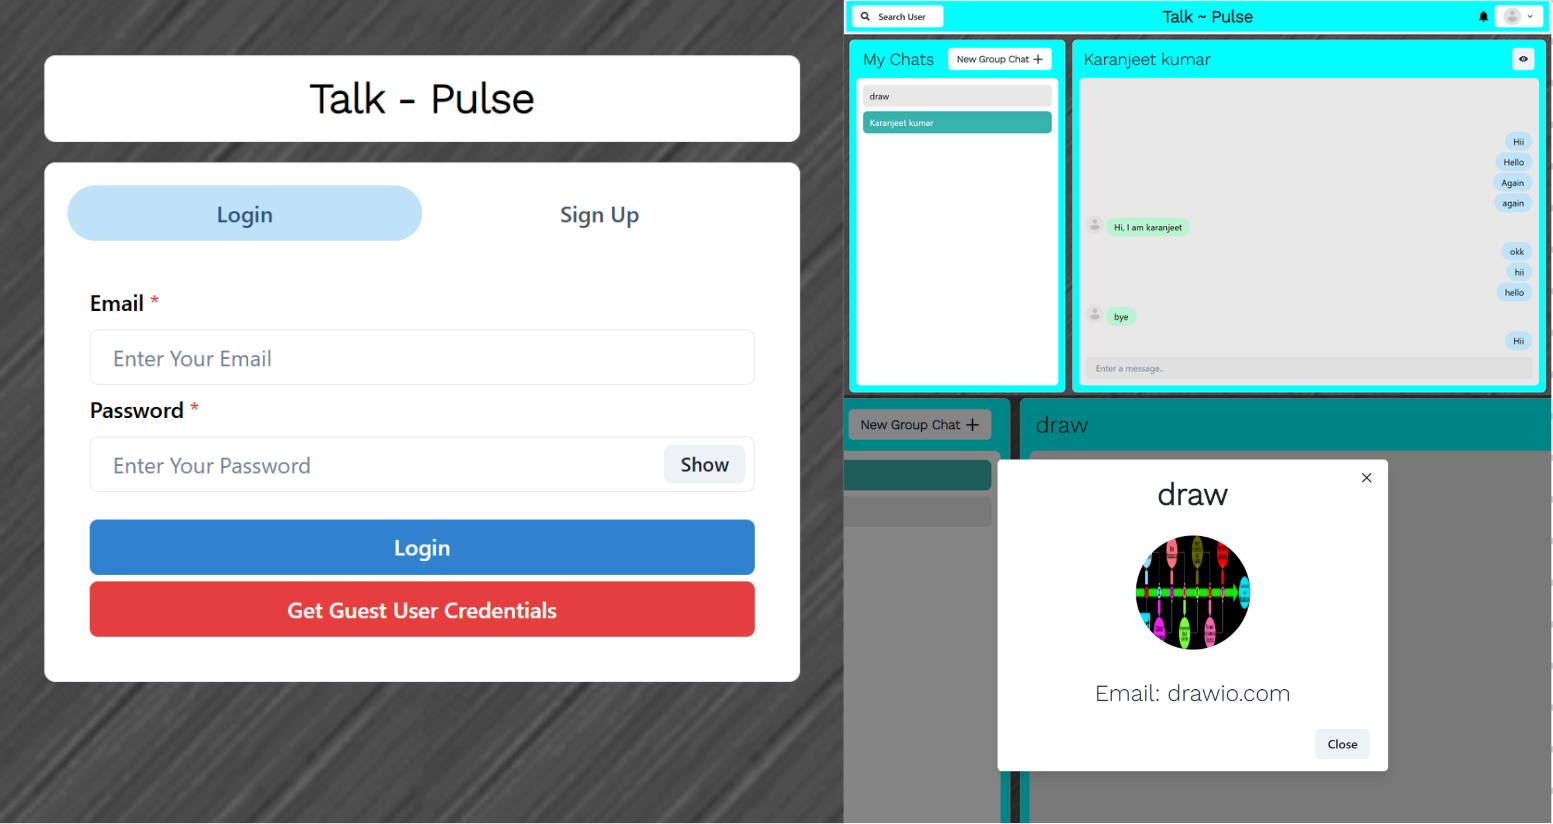 Talk - Pulse
Login
Sign Up
Email *
Enter Your Email
Password *
Enter Your Password
Show
Login
Get Guest User Credentials
Search User
Talk ~ Pulse
My Chats
New Group Chat +
draw
Karanjeet kumar
Karanjeet kumar
Hii
Hello
Again
again
Hi, I am karanjeet
okk
hii
hello
bye
Hii
Enter a message..
New Group Chat +
draw
draw
Email: drawio.com
Close